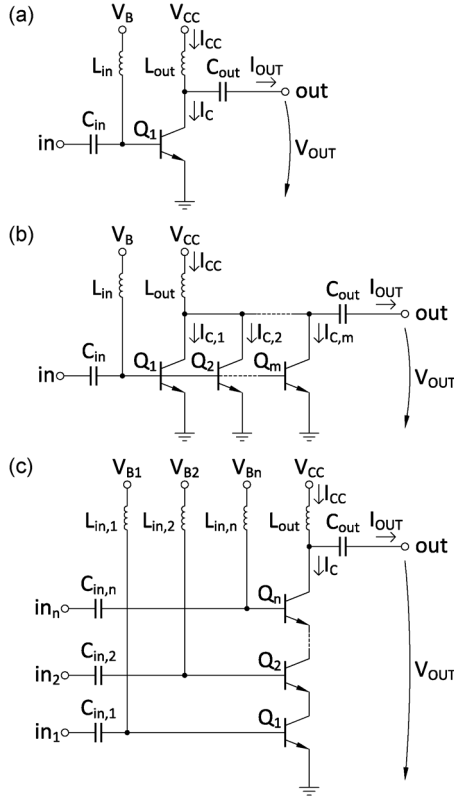 (a)
V_B V_CC
I_CC
L_in L_out C_out I_OUT
out
I_C
C_in Q_1 V_OUT
in
(b)
V_B V_CC
I_CC
L_in L_out C_out I_OUT
out
I_C,1 I_C,2 I_C,m
C_in Q_1 Q_2 Q_m V_OUT
in
(c)
V_B1 V_B2 V_Bn V_CC
I_CC
L_in,1 L_in,2 L_in,n L_out C_out I_OUT
out
I_C
C_in,n Q_n
in_n
C_in,2 Q_2 V_OUT
in_2
C_in,1 Q_1
in_1